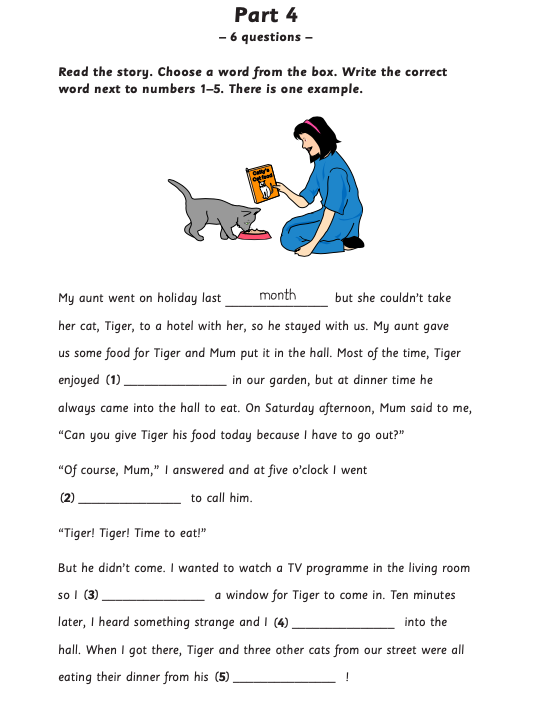 Part 4
– 6 questions –
Read the story. Choose a word from the box. Write the correct
word next to numbers 1–5. There is one example.
Cat food
My aunt went on holiday last month but she couldn't take
her cat, Tiger, to a hotel with her, so he stayed with us. My aunt gave
us some food for Tiger and Mum put it in the hall. Most of the time, Tiger
enjoyed (1) _______________ in our garden, but at dinner time he
always came into the hall to eat. On Saturday afternoon, Mum said to me,
“Can you give Tiger his food today because I have to go out?”
“Of course, Mum,” I answered and at five o'clock I went
(2) _______________ to call him.
“Tiger! Tiger! Time to eat!”
But he didn't come. I wanted to watch a TV programme in the living room
so I (3) _______________ a window for Tiger to come in. Ten minutes
later, I heard something strange and I (4) _______________ into the
hall. When I got there, Tiger and three other cats from our street were all
eating their dinner from his (5) _______________ !